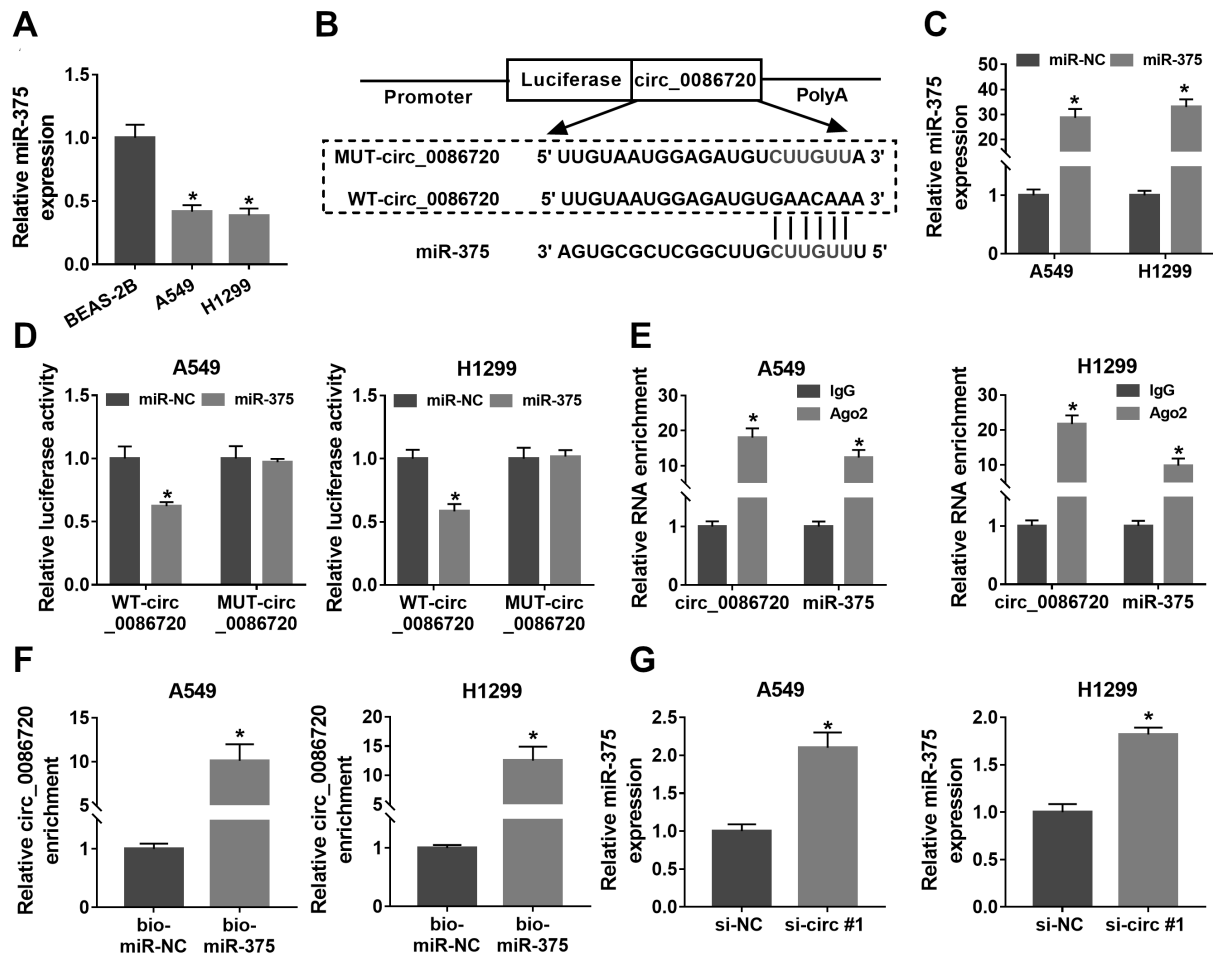 A
B
C
Relative miR-375
expression
1.5
1.0
0.5
0.0
BEAS-2B
A549
*
H1299
*
Luciferase
circ_0086720
Promoter
PolyA
MUT-circ_0086720 5' UUGUAAUGGAGAUGUCUUGUUA 3'
WT-circ_0086720 5' UUGUAAUGGAGAUGUGAACAAA 3'
miR-375 3' AGUGCGCUCGGCUUGCUUGUUU 5'
miR-NC miR-375
Relative miR-375
expression
50
40
30
20
10
1
0
*
*
A549 H1299
D
A549
Relative luciferase activity
1.5
1.0
0.5
0.0
miR-NC miR-375
*
WT-circ
_0086720
MUT-circ
_0086720
H1299
Relative luciferase activity
1.5
1.0
0.5
0.0
miR-NC miR-375
*
WT-circ
_0086720
MUT-circ
_0086720
E
A549
Relative RNA enrichment
30
20
10
1
0
IgG
Ago2
*
*
circ_0086720 miR-375
H1299
Relative RNA enrichment
30
20
10
1
0
IgG
Ago2
*
*
circ_0086720 miR-375
F
A549
Relative circ_0086720
enrichment
15
10
5
1
0
*
bio-
miR-NC
bio-
miR-375
H1299
Relative circ_0086720
enrichment
20
15
10
5
1
0
*
bio-
miR-NC
bio-
miR-375
G
A549
Relative miR-375
expression
2.5
2.0
1.5
1.0
0.5
0.0
*
si-NC si-circ #1
H1299
Relative miR-375
expression
2.0
1.5
1.0
0.5
0.0
*
si-NC si-circ #1